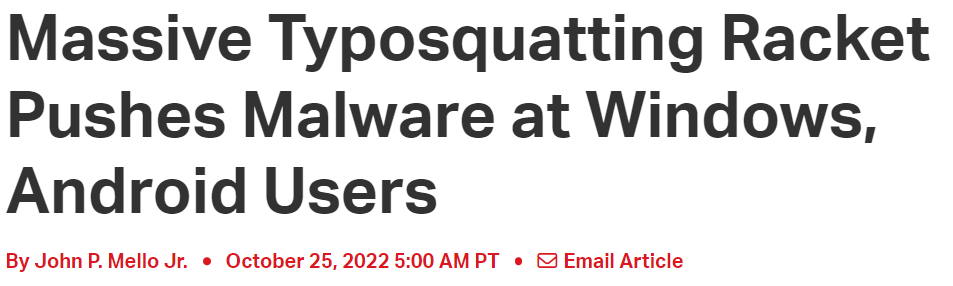 Massive Typosquatting Racket
Pushes Malware at Windows,
Android Users
By John P. Mello Jr. • October 25, 2022 5:00 AM PT • Email Article